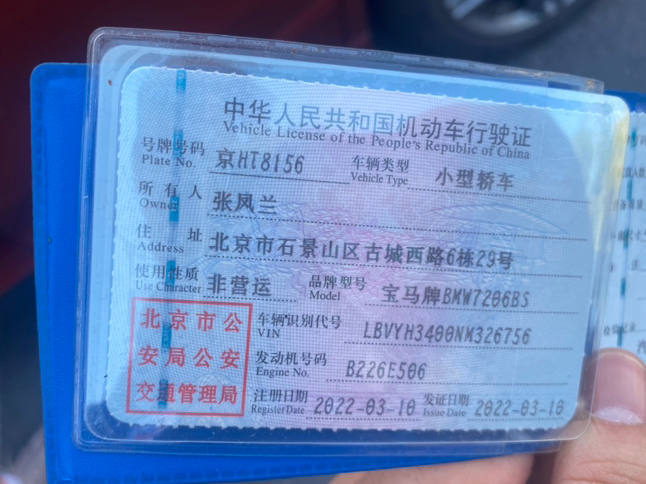 中华人民共和国机动车行驶证
Vehicle License of the People's Republic of China
号牌号码 京HT8156 车辆类型 小型轿车
Plate No. Vehicle Type
所有人 张凤兰
Owner
住址 北京市石景山区古城西路6栋29号
Address
使用性质 非营运 品牌型号 宝马牌BMW7206BS
Use Character Model
北京市公
安局公安
交通管理局
车辆识别代号 LBVYH3400NM326756
VIN
发动机号码 B226E506
Engine No.
注册日期 2022-03-10 发证日期 2022-03-10
Register Date Issue Date